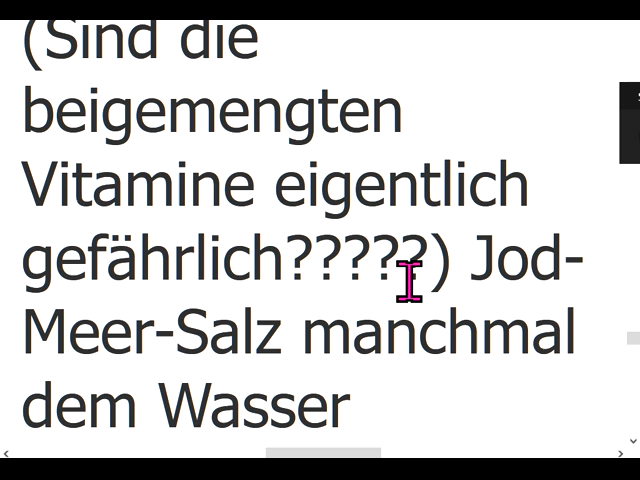 (Sind die
beigemengten
Vitamine eigentlich
gefährlich?????) Jod-
Meer-Salz manchmal
dem Wasser